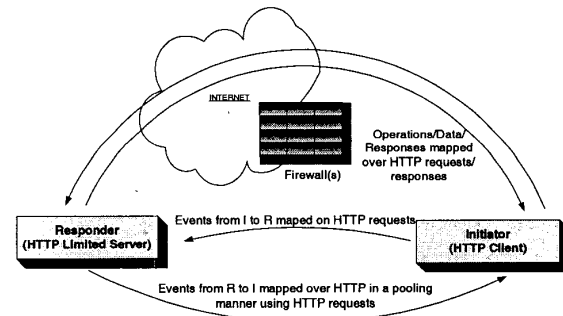 INTERNET
Firewall(s)
Operations/Data/
Responses mapped
over HTTP requests/
responses
Events from I to R maped on HTTP requests
Responder
(HTTP Limited Server)
Initiator
(HTTP Client)
Events from R to I mapped over HTTP in a pooling
manner using HTTP requests